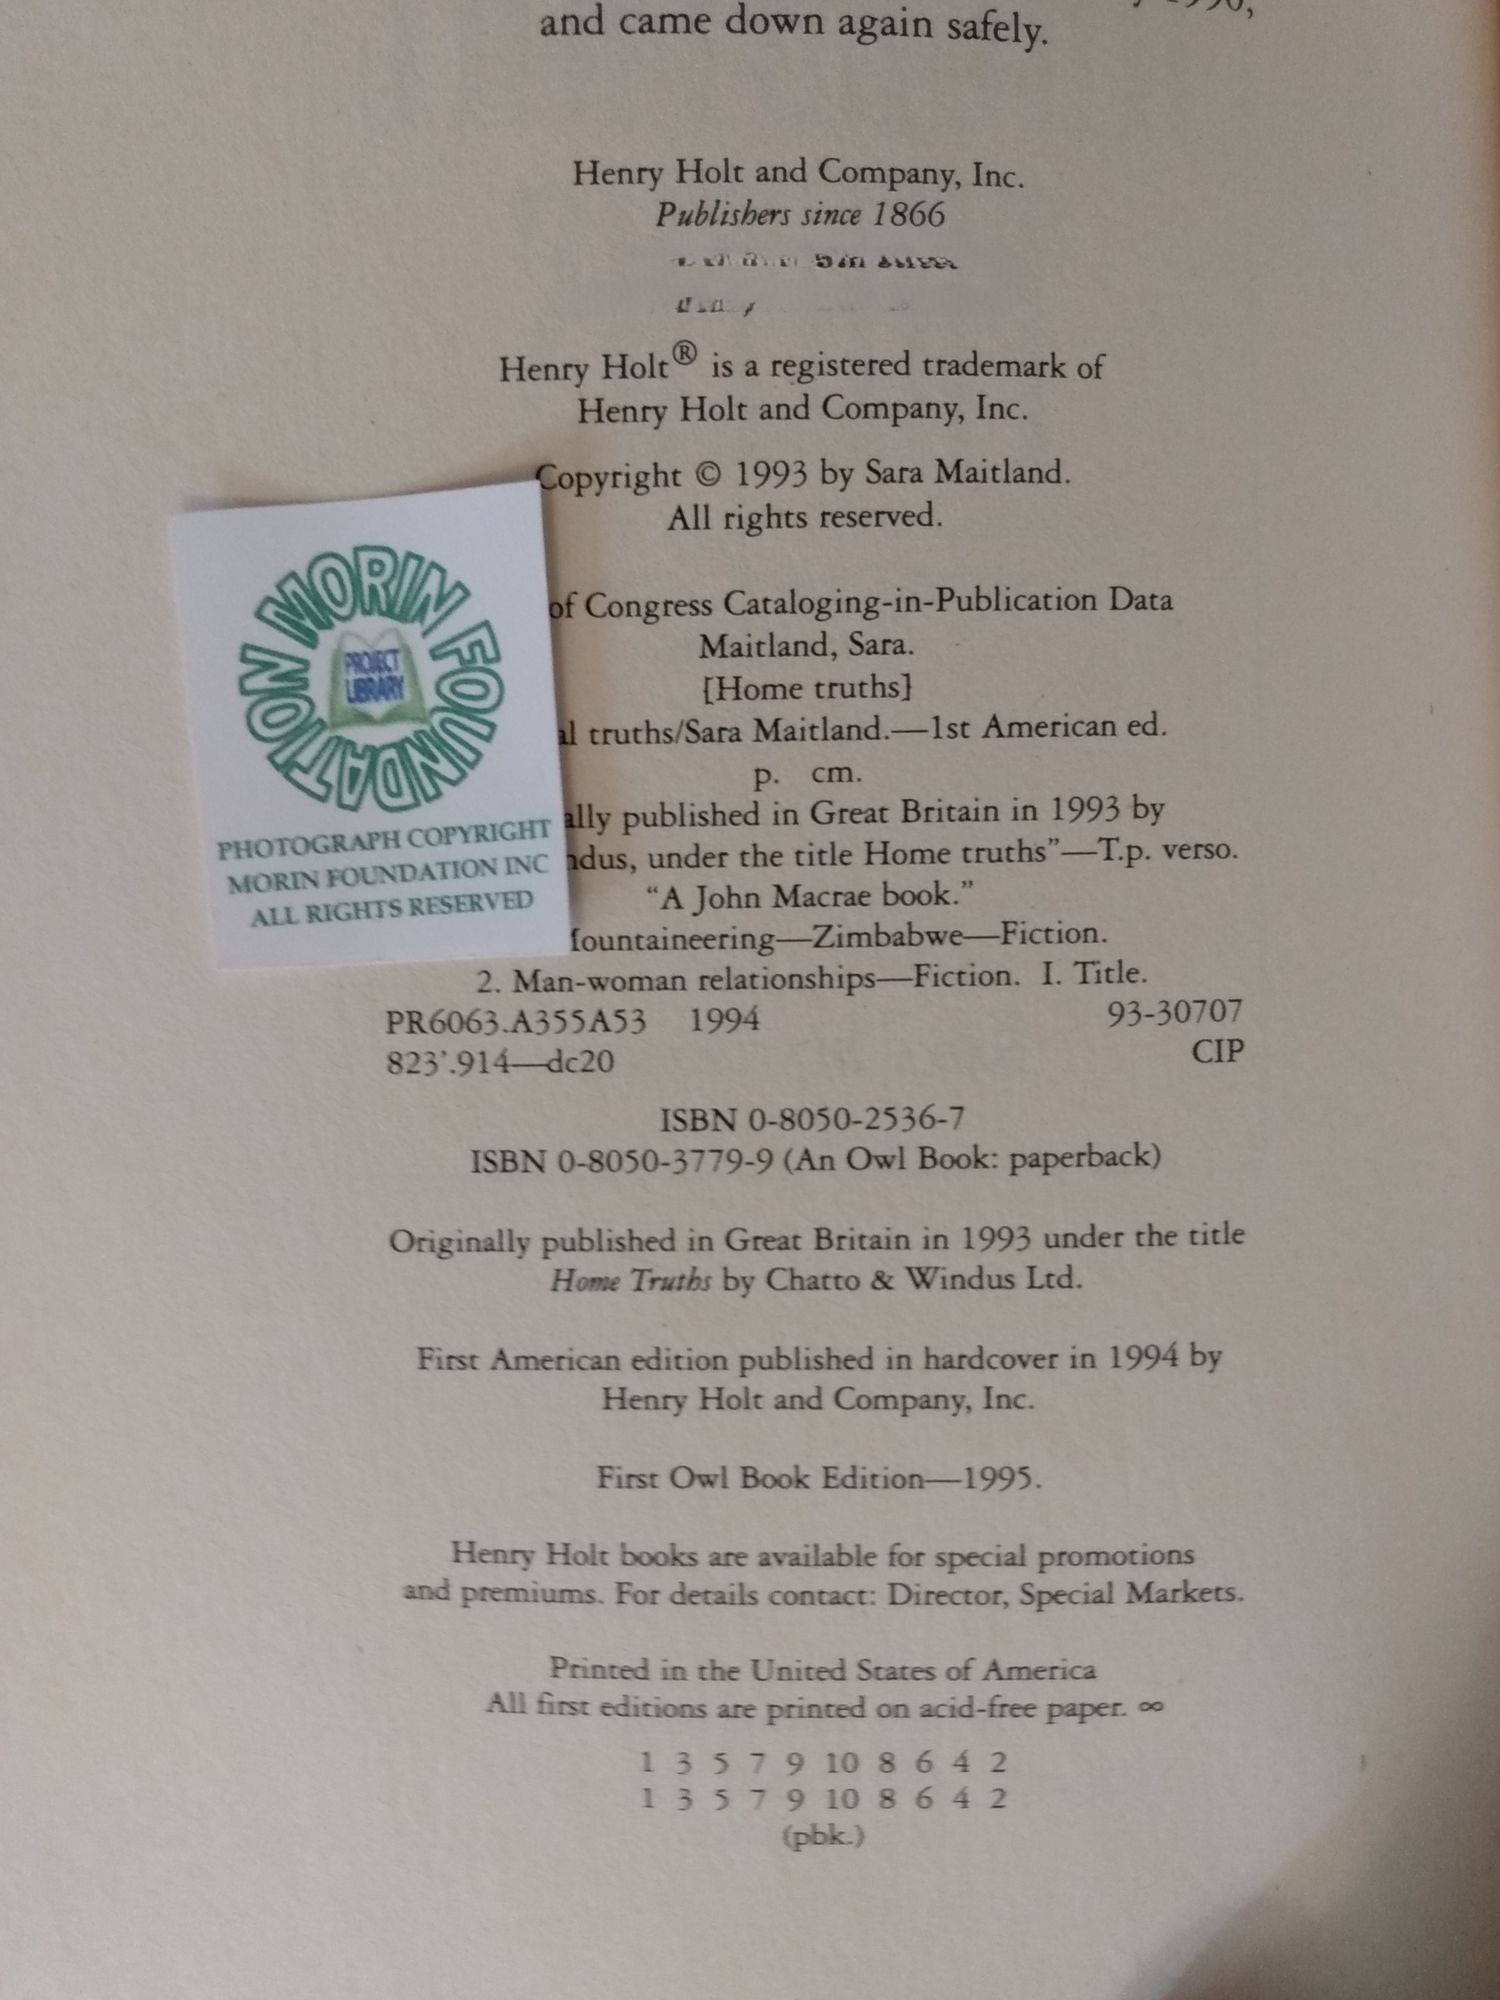 and came down again safely.
Henry Holt and Company, Inc.
Publishers since 1866
Henry Holt® is a registered trademark of
Henry Holt and Company, Inc.
Copyright © 1993 by Sara Maitland.
All rights reserved.
of Congress Cataloging-in-Publication Data
Maitland, Sara.
[Home truths]
truths/Sara Maitland.—1st American ed.
p. cm.
published in Great Britain in 1993 by
under the title Home truths”—T.p. verso.
“A John Macrae book.”
ountaineering—Zimbabwe—Fiction.
2. Man-woman relationships—Fiction. I. Title.
PR6063.A355A53 1994 93-30707
823'.914—dc20 CIP
ISBN 0-8050-2536-7
ISBN 0-8050-3779-9 (An Owl Book: paperback)
Originally published in Great Britain in 1993 under the title
Home Truths by Chatto & Windus Ltd.
First American edition published in hardcover in 1994 by
Henry Holt and Company, Inc.
First Owl Book Edition—1995.
Henry Holt books are available for special promotions
and premiums. For details contact: Director, Special Markets.
Printed in the United States of America
All first editions are printed on acid-free paper. ∞
1 3 5 7 9 10 8 6 4 2
1 3 5 7 9 10 8 6 4 2
(pbk.)
MORIN FOUNDATION
PROJECT
LIBRARY
PHOTOGRAPH COPYRIGHT
MORIN FOUNDATION INC
ALL RIGHTS RESERVED